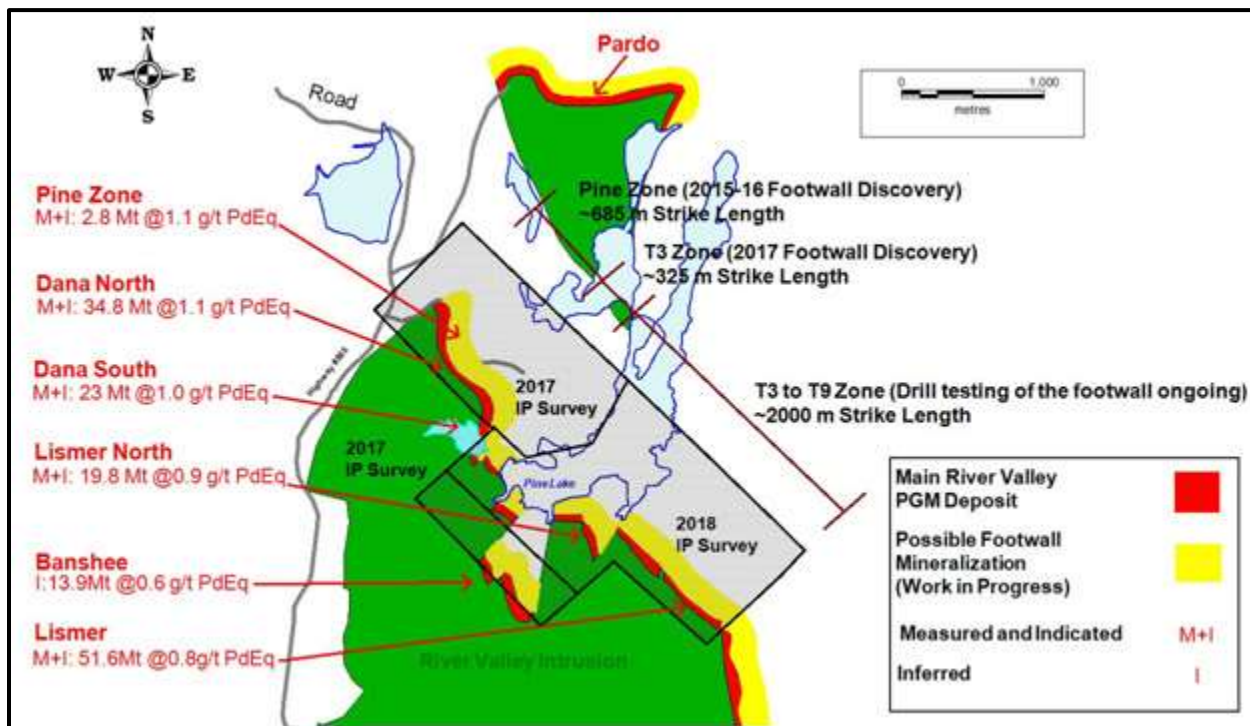 N
W E
S
Road
Pardo
0 1,000
metres
Pine Zone
M+I: 2.8 Mt @1.1 g/t PdEq
Dana North
M+I: 34.8 Mt @1.1 g/t PdEq
Dana South
M+I: 23 Mt @1.0 g/t PdEq
Lismer North
M+I: 19.8 Mt @0.9 g/t PdEq
Banshee
I:13.9Mt @0.6 g/t PdEq
Lismer
M+I: 51.6Mt @0.8g/t PdEq
Pine Zone (2015-16 Footwall Discovery)
~685 m Strike Length
T3 Zone (2017 Footwall Discovery)
~325 m Strike Length
T3 to T9 Zone (Drill testing of the footwall ongoing)
~2000 m Strike Length
Highway
2017
IP Survey
2017
IP Survey
Pine Lake
2018
IP Survey
River Valley Intrusion
Main River Valley
PGM Deposit
Possible Footwall
Mineralization
(Work in Progress)
Measured and Indicated M+I
Inferred I